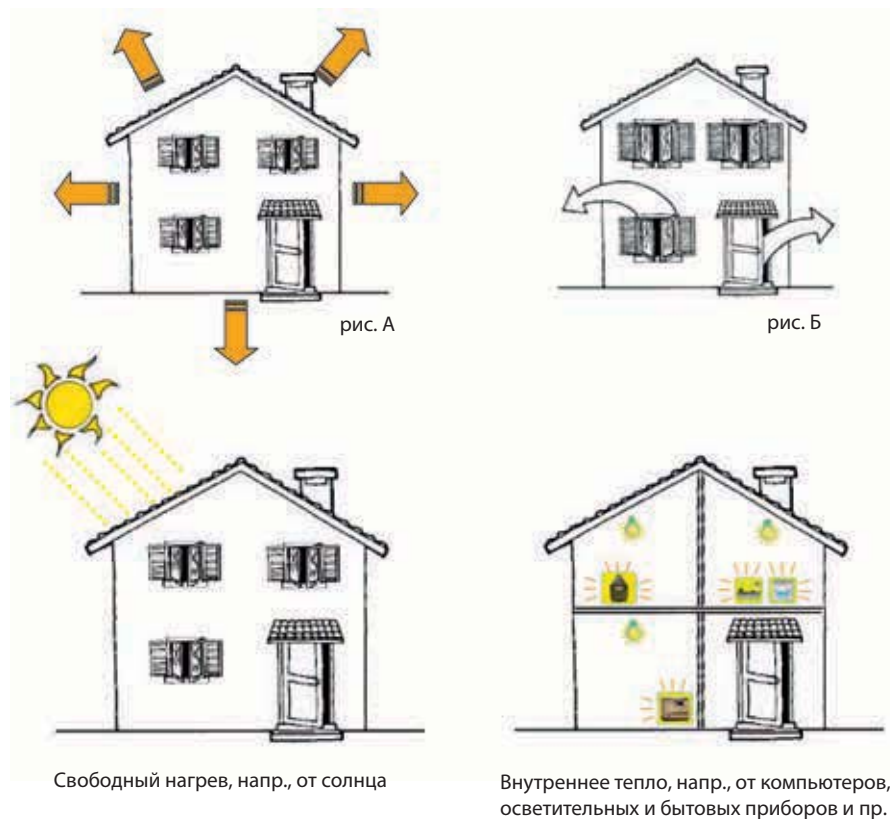 рис. А
рис. Б
Свободный нагрев, напр., от солнца
Внутреннее тепло, напр., от компьютеров,
осветительных и бытовых приборов и пр.